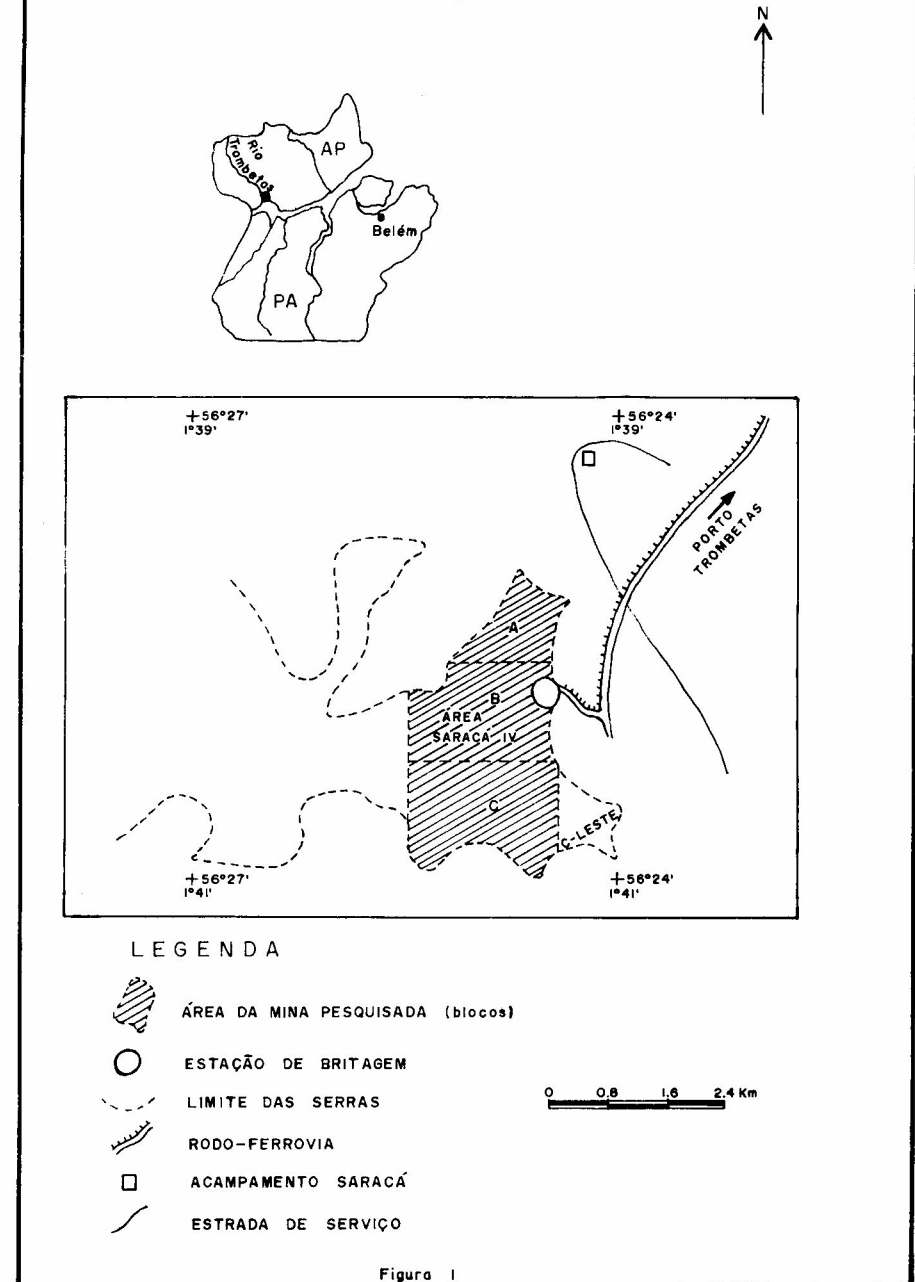 N
AP
Rio
Trombetas
Belém
PA
+56°27'
1°39'
+56°24'
1°39'
PORTO
TROMBETAS
A
B
ÁREA
SARACÁ IV
C
C-LESTE
+56°27'
1°41'
+56°24'
1°41'
LEGENDA
ÁREA DA MINA PESQUISADA (blocos)
ESTAÇÃO DE BRITAGEM
LIMITE DAS SERRAS
RODO-FERROVIA
ACAMPAMENTO SARACÁ
ESTRADA DE SERVIÇO
0 0.8 1.6 2.4 Km
Figura 1